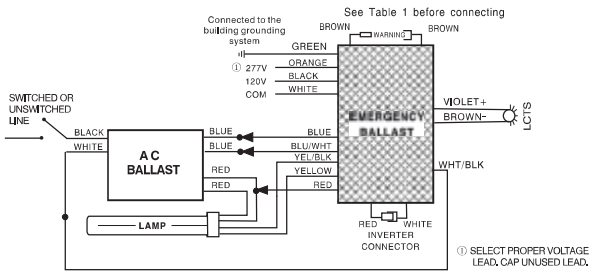 See Table 1 before connecting
Connected to the
building grounding
system
BROWN
WARNING
BROWN
GREEN
① 277V
ORANGE
120V
BLACK
COM
WHITE
EMERGENCY
BALLAST
VIOLET+
BROWN-
LCTS
SWITCHED OR
UNSWITCHED
LINE
BLACK
WHITE
AC
BALLAST
BLUE
BLUE
BLUE
BLU/WHT
YEL/BLK
YELLOW
RED
RED
RED
WHT/BLK
LAMP
RED
WHITE
INVERTER
CONNECTOR
① SELECT PROPER VOLTAGE
LEAD. CAP UNUSED LEAD.